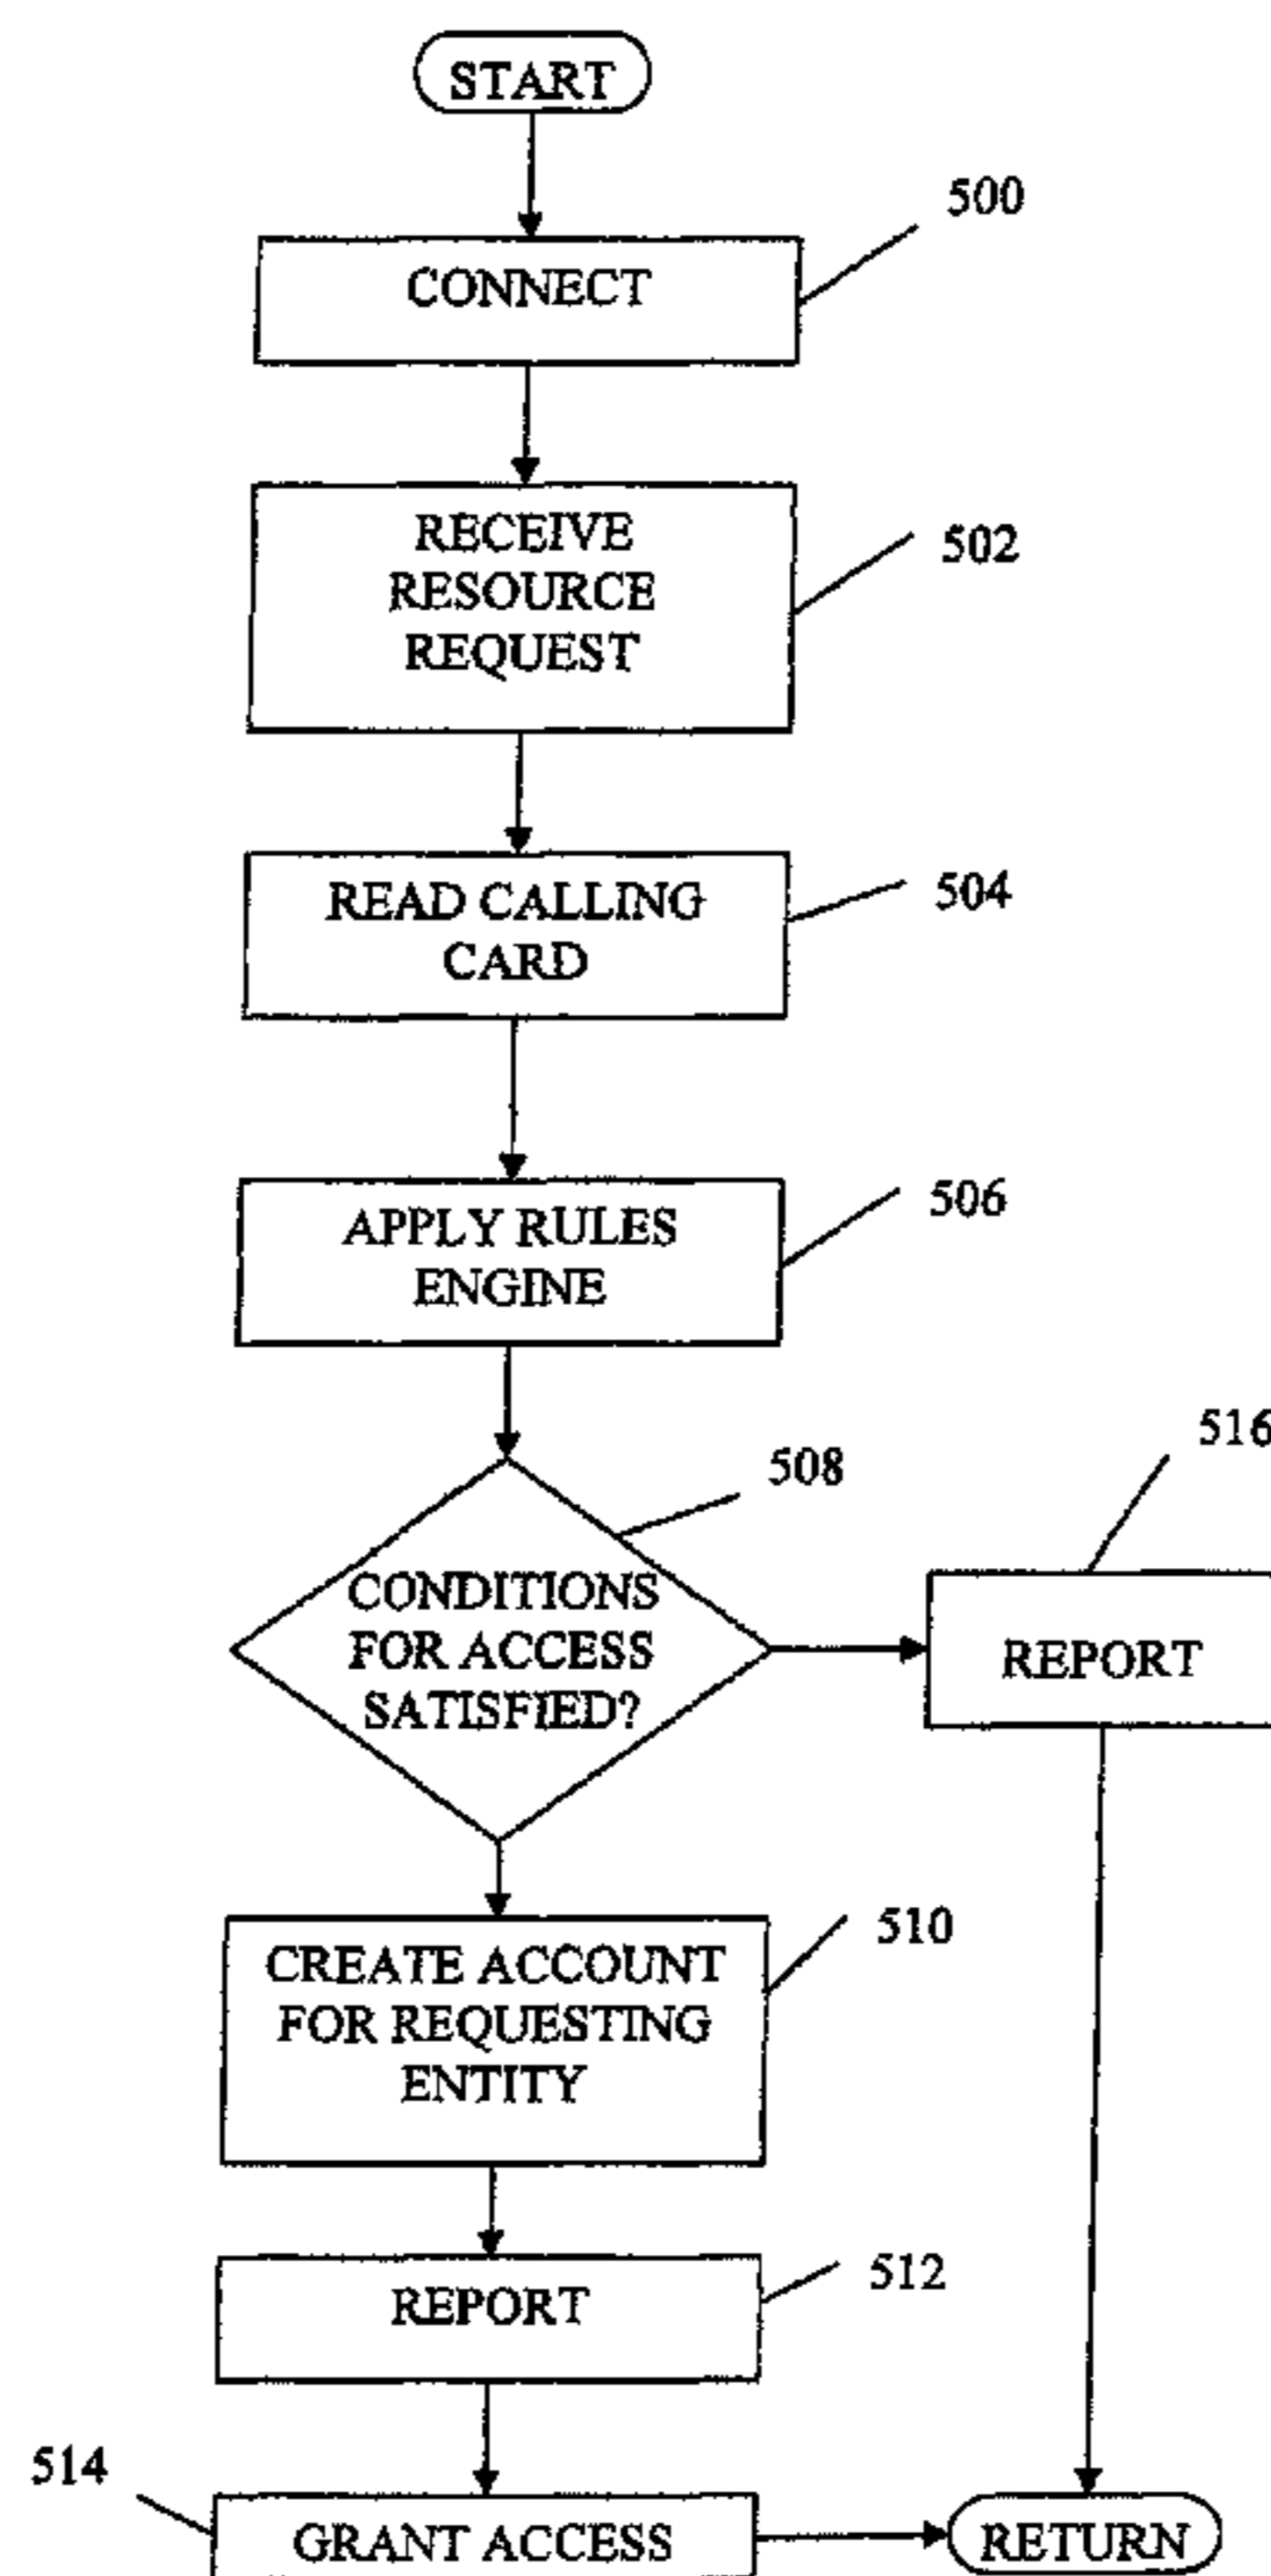 START
500
CONNECT
RECEIVE
RESOURCE
REQUEST
502
READ CALLING
CARD
504
APPLY RULES
ENGINE
506
508
516
CONDITIONS
FOR ACCESS
SATISFIED?
REPORT
CREATE ACCOUNT
FOR REQUESTING
ENTITY
510
REPORT
512
514
GRANT ACCESS
RETURN